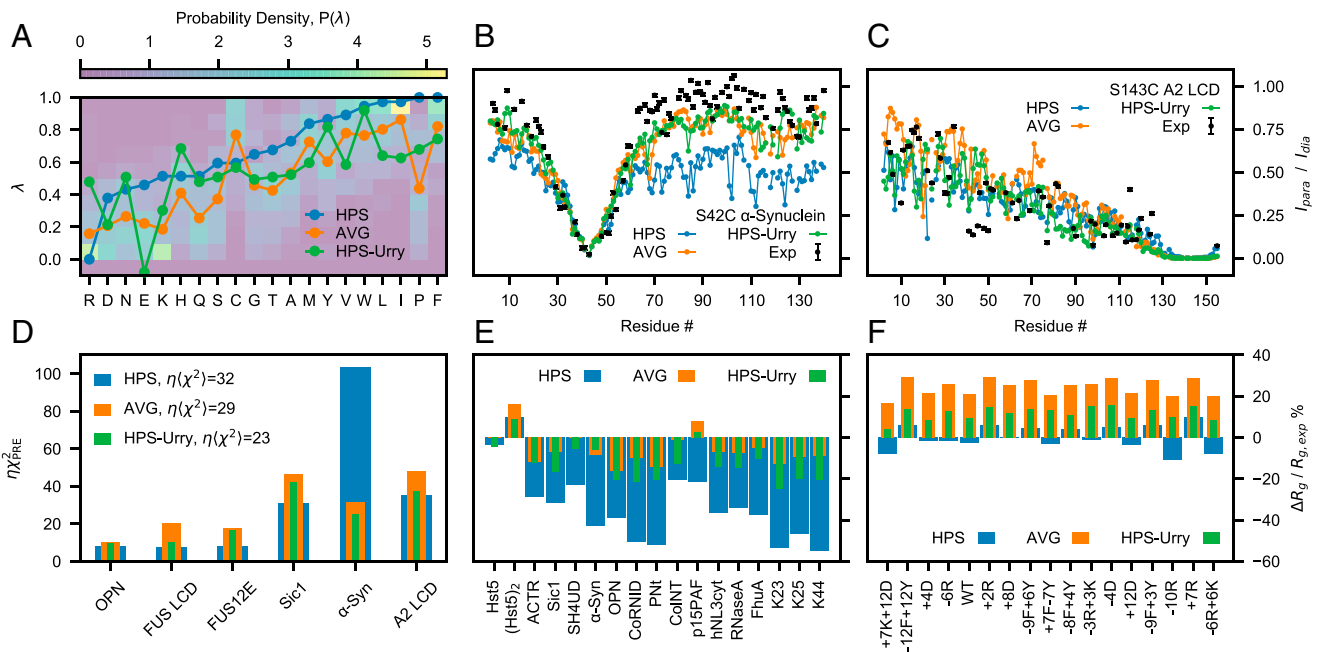 Probability Density, P(λ)
A
0 1 2 3 4 5
λ
1.0
0.8
0.6
0.4
0.2
0.0
HPS
AVG
HPS-Urry
R D N E K H Q S C G T A M Y V W L I P F
B
S42C α-Synuclein
HPS HPS-Urry
AVG Exp
10 30 50 70 90 110 130
Residue #
C
S143C A2 LCD
HPS HPS-Urry
AVG Exp
1.00
0.75
0.50
0.25
0.00
I_para / I_dia
10 30 50 70 90 110 130 150
Residue #
D
ηχ²_PRE
100
80
60
40
20
0
HPS, η⟨χ²⟩=32
AVG, η⟨χ²⟩=29
HPS-Urry, η⟨χ²⟩=23
OPN
FUS LCD
FUS12E
Sic1
α-Syn
A2 LCD
E
HPS AVG HPS-Urry
Hst5
(Hst5)₂
ACTR
Sic1
SH4UD
α-Syn
OPN
CoRNID
PNt
ColNT
p15PAF
hNL3cyt
RNaseA
FhuA
K23
K25
K44
F
40
20
0
−20
−40
−60
ΔR_g / R_g,exp %
HPS AVG HPS-Urry
+7K+12D
-12F+12Y
+4D
-6R
WT
+2R
+8D
-9F+6Y
+7F-7Y
-8F+4Y
-3R+3K
-4D
+12D
-9F+3Y
-10R
+7R
-6R+6K